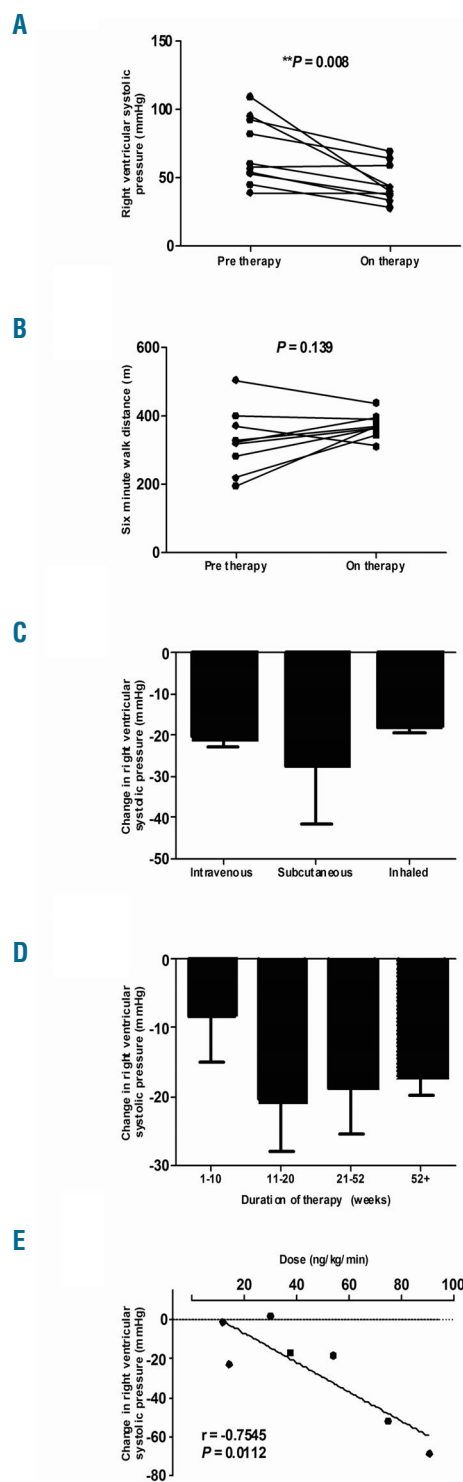 A
Right ventricular systolic
pressure (mmHg)
150
100
50
0
**P = 0.008
Pre therapy
On therapy
B
Six minute walk distance (m)
600
400
200
0
P = 0.139
Pre therapy
On therapy
C
Change in right ventricular
systolic pressure (mmHg)
0
-10
-20
-30
-40
-50
Intravenous
Subcutaneous
Inhaled
D
Change in right ventricular
systolic pressure (mmHg)
0
-10
-20
-30
1-10
11-20
21-52
52+
Duration of therapy (weeks)
E
Dose (ng/kg/min)
20
40
60
80
100
Change in right ventricular
systolic pressure (mmHg)
0
-20
-40
-60
-80
r = -0.7545
P = 0.0112